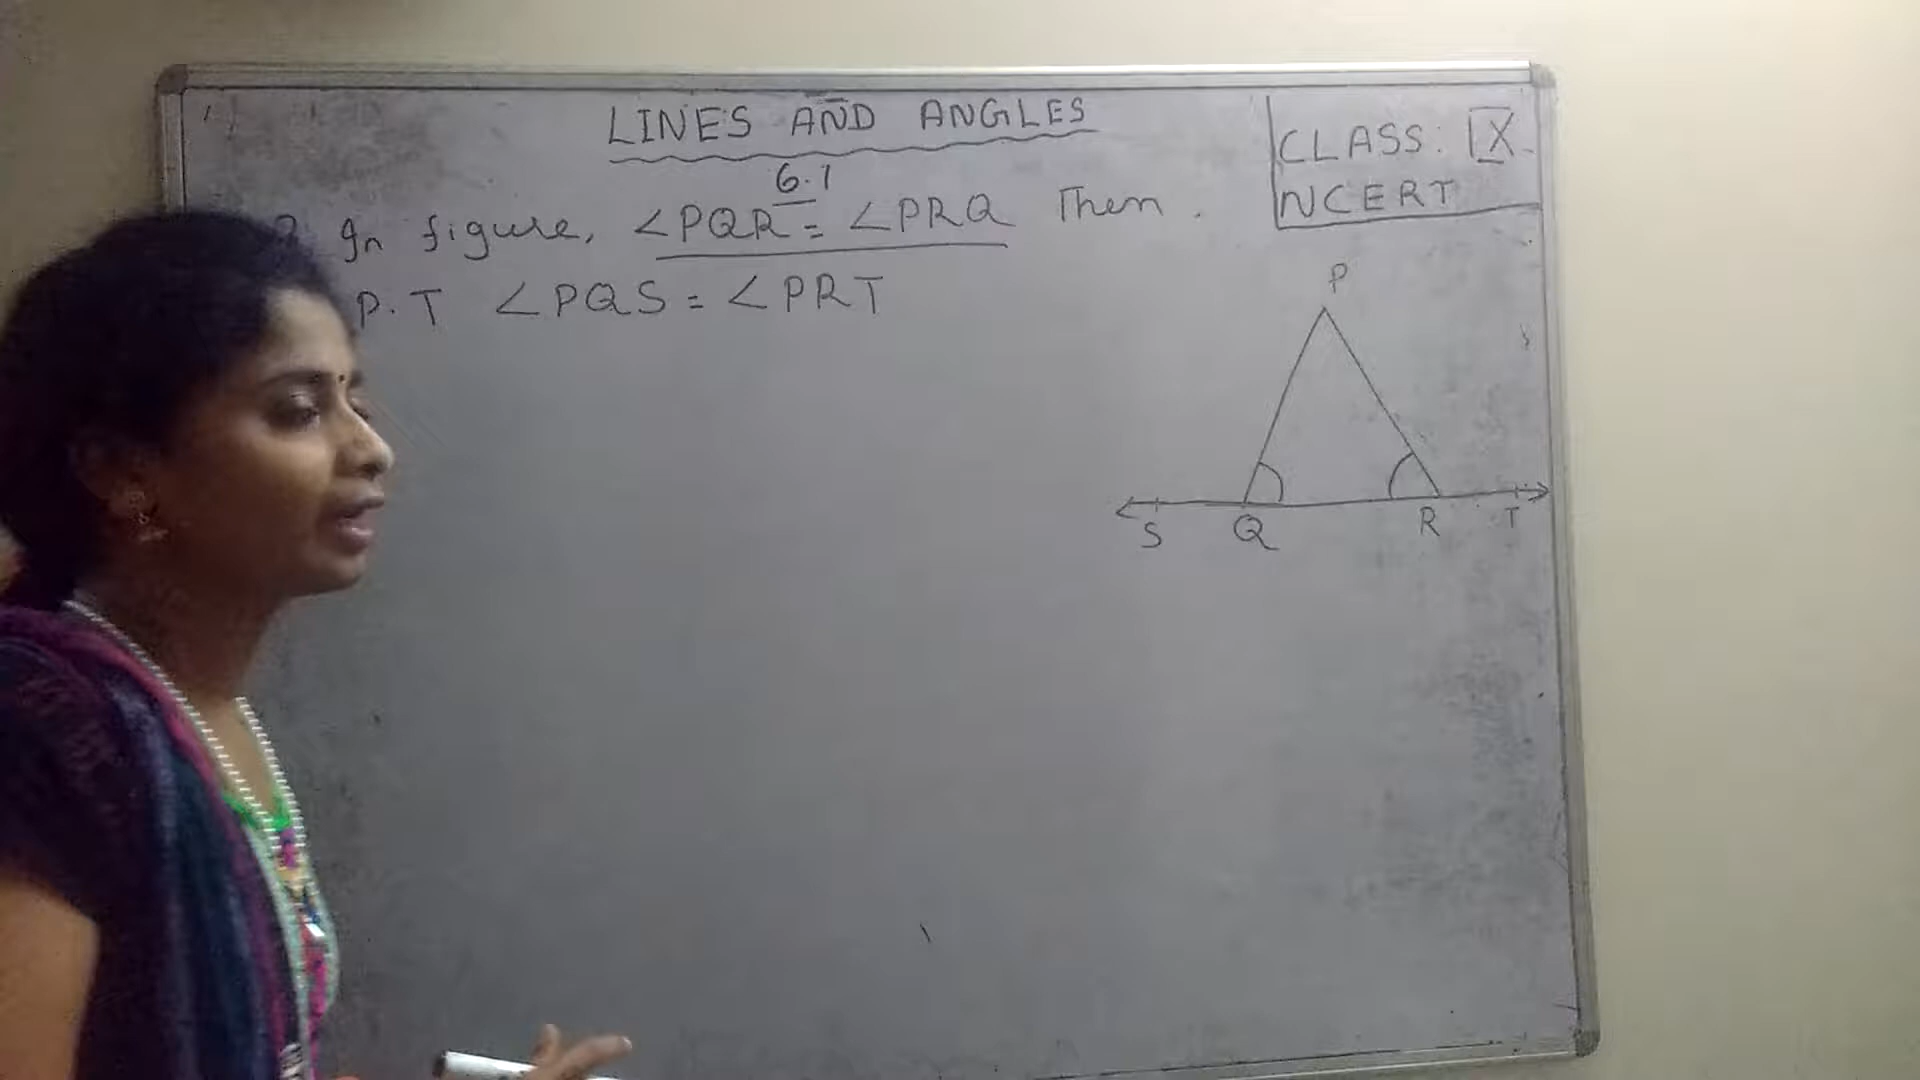 LINES AND ANGLES
6.1
CLASS: IX
NCERT
In figure, ∠PQR = ∠PRQ Then.
P.T ∠PQS = ∠PRT
P
S Q R T